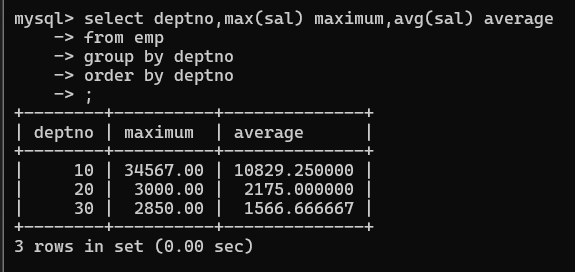 mysql> select deptno,max(sal) maximum,avg(sal) average
    -> from emp
    -> group by deptno
    -> order by deptno
    -> ;
+--------+----------+--------------+
| deptno | maximum  | average      |
+--------+----------+--------------+
|     10 | 34567.00 | 10829.250000 |
|     20 |  3000.00 |  2175.000000 |
|     30 |  2850.00 |  1566.666667 |
+--------+----------+--------------+
3 rows in set (0.00 sec)